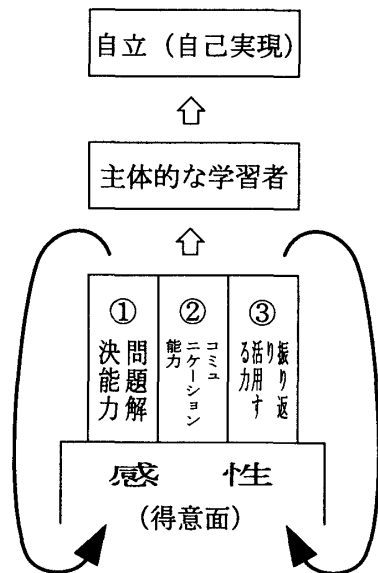 自立（自己実現）
主体的な学習者
①
問題解
決能力
②
コミュ
ニケーション
能力
③
振り返
り活用す
る力
感性
（得意面）